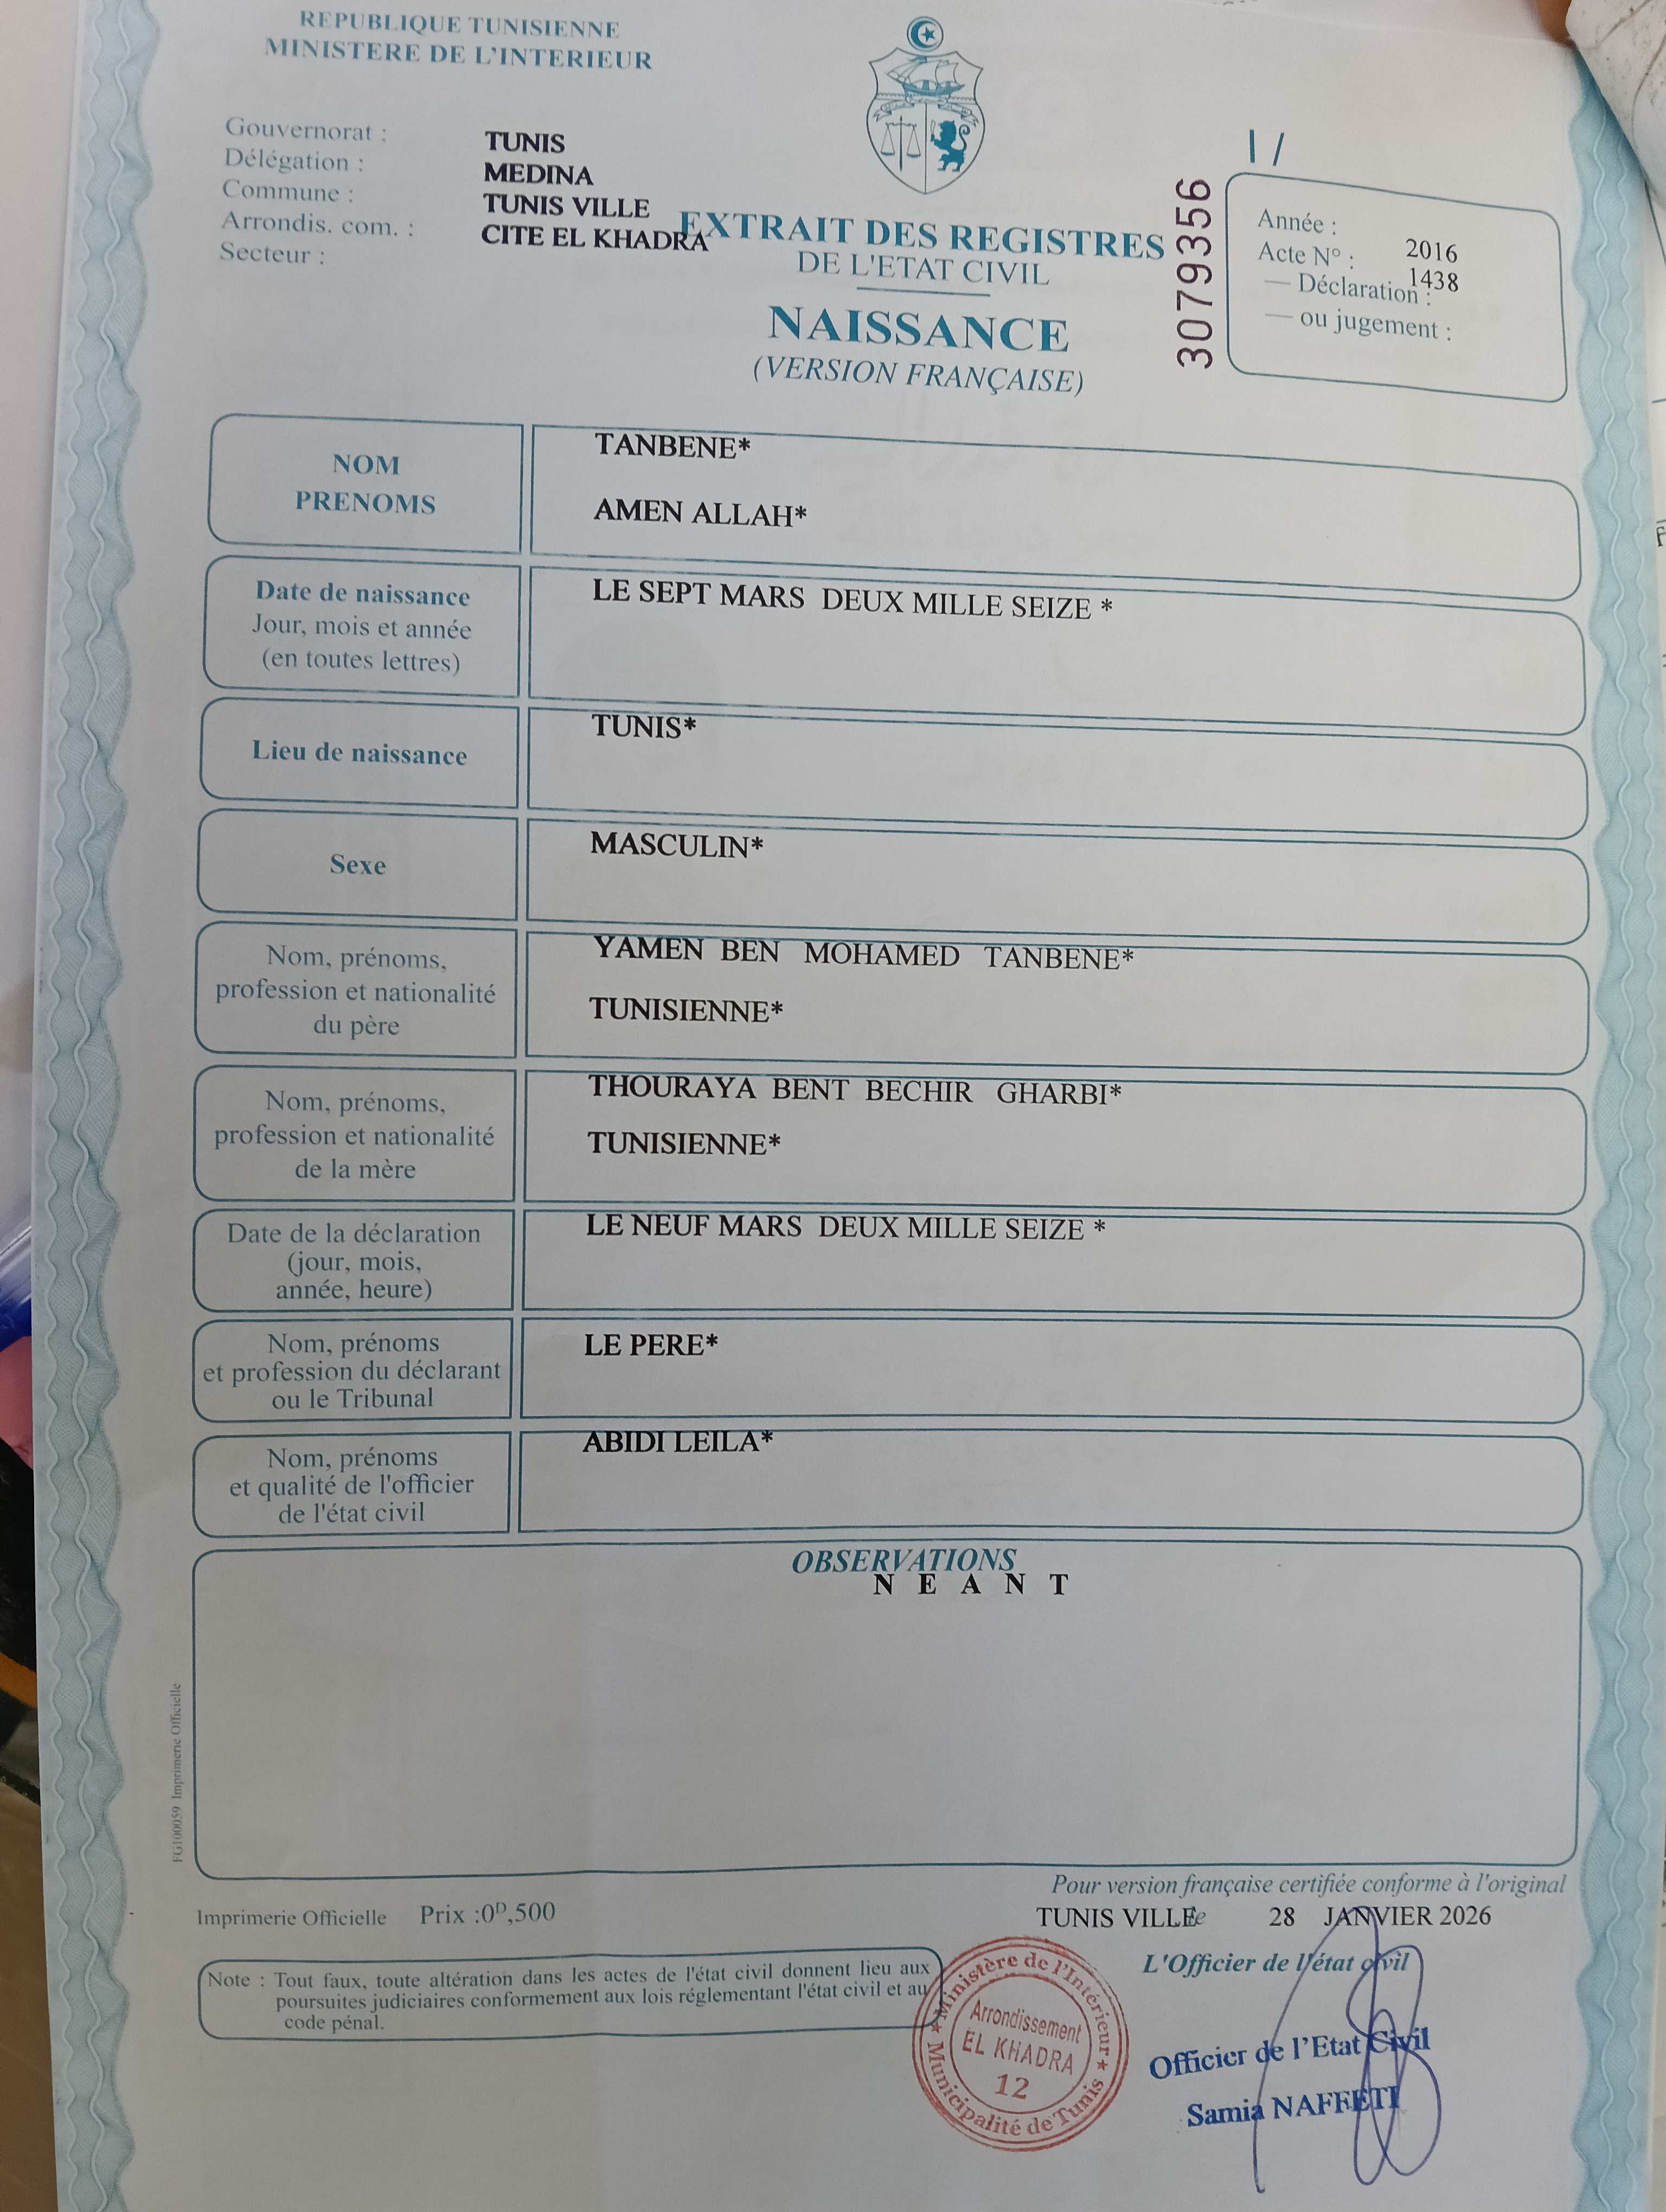 REPUBLIQUE TUNISIENNE
MINISTERE DE L'INTERIEUR
Gouvernorat : TUNIS
Délégation : MEDINA
Commune : TUNIS VILLE
Arrondis. com. : CITE EL KHADRA
Secteur :
EXTRAIT DES REGISTRES
DE L'ETAT CIVIL
NAISSANCE
(VERSION FRANÇAISE)
3079356
1/
Année : 2016
Acte N° : 1438
— Déclaration :
— ou jugement :
NOM TANBENE*
PRENOMS AMEN ALLAH*
Date de naissance LE SEPT MARS DEUX MILLE SEIZE *
Jour, mois et année
(en toutes lettres)
Lieu de naissance TUNIS*
Sexe MASCULIN*
Nom, prénoms, YAMEN BEN MOHAMED TANBENE*
profession et nationalité TUNISIENNE*
du père
Nom, prénoms, THOURAYA BENT BECHIR GHARBI*
profession et nationalité TUNISIENNE*
de la mère
Date de la déclaration LE NEUF MARS DEUX MILLE SEIZE *
(jour, mois,
année, heure)
Nom, prénoms LE PERE*
et profession du déclarant
ou le Tribunal
Nom, prénoms ABIDI LEILA*
et qualité de l'officier
de l'état civil
OBSERVATIONS
N E A N T
FG100059 Imprimerie Officielle
Pour version française certifiée conforme à l'original
Imprimerie Officielle Prix :0D,500
TUNIS VILLE le 28 JANVIER 2026
L'Officier de l'état civil
Note : Tout faux, toute altération dans les actes de l'état civil donnent lieu aux
poursuites judiciaires conformement aux lois réglementant l'état civil et au
code pénal.
Ministère de l'Intérieur
Arrondissement
EL KHADRA
12
Municipalité de Tunis
Officier de l'Etat Civil
Samia NAFFETI